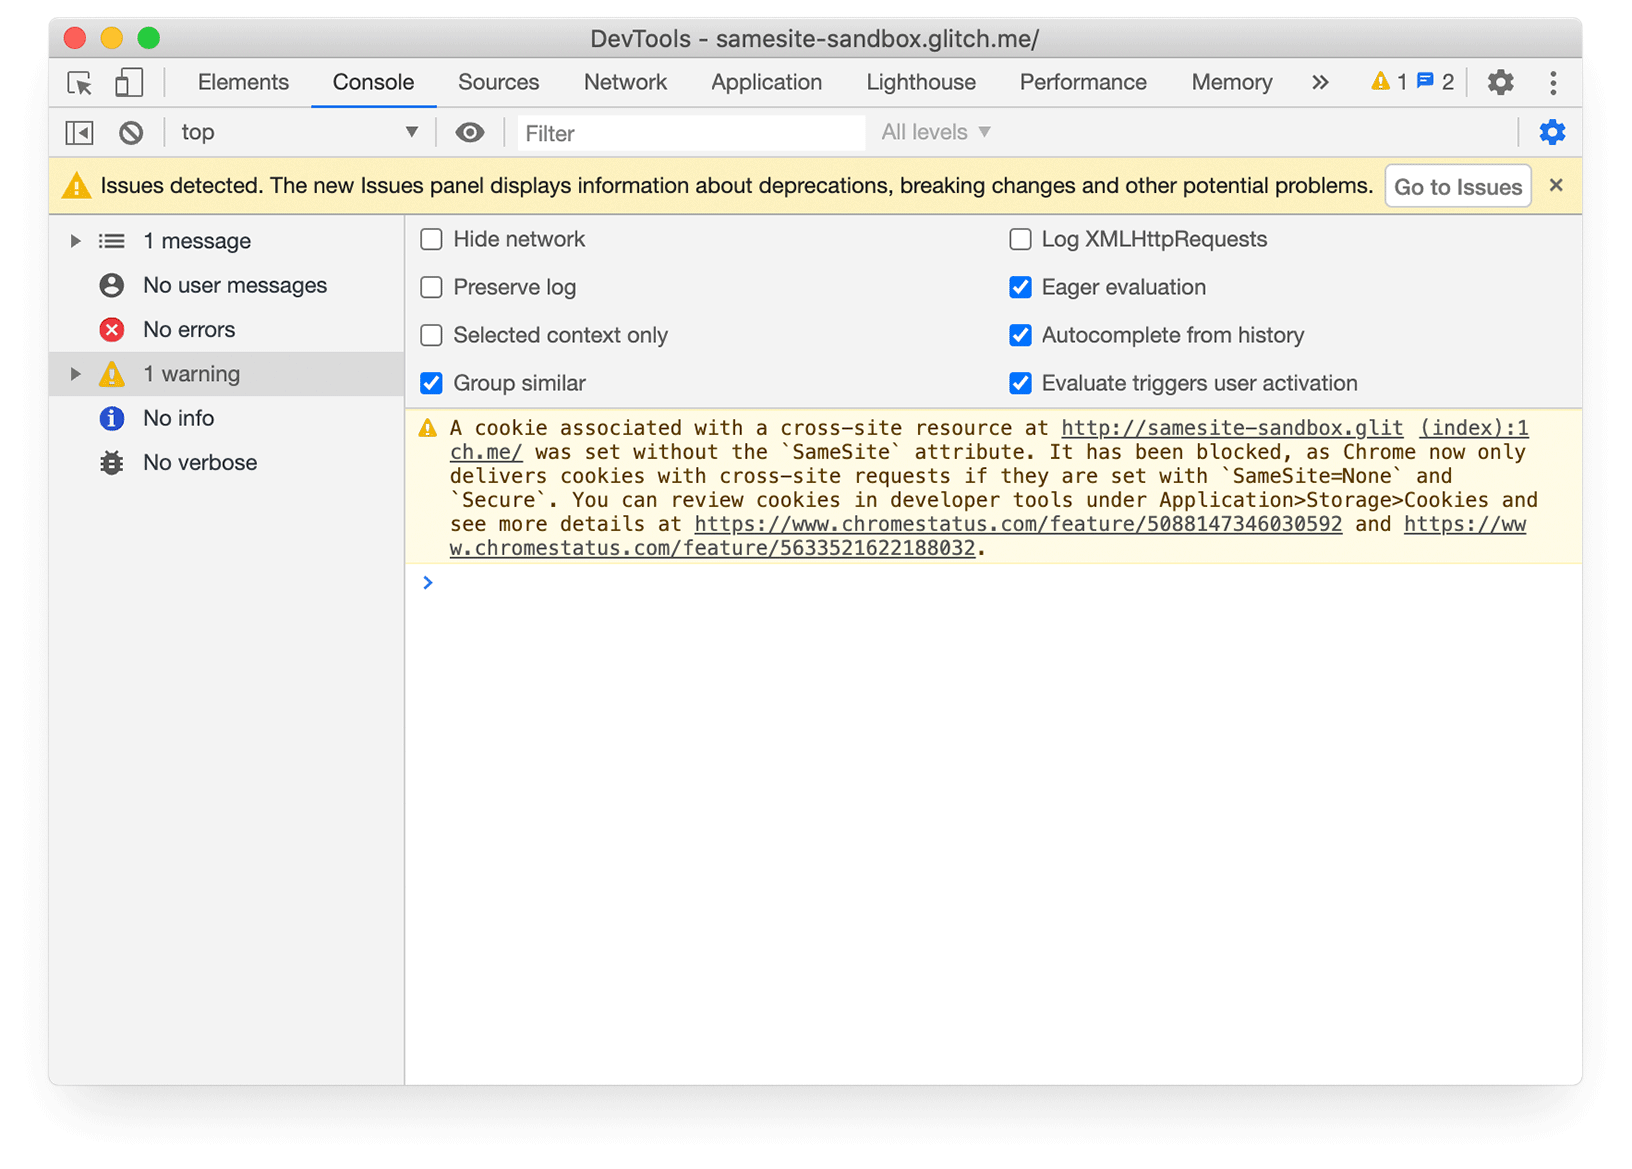 DevTools - samesite-sandbox.glitch.me/
Elements Console Sources Network Application Lighthouse Performance Memory » 1 2
top ▼ Filter All levels ▼
Issues detected. The new Issues panel displays information about deprecations, breaking changes and other potential problems. Go to Issues ×
1 message
No user messages
No errors
1 warning
No info
No verbose
Hide network Log XMLHttpRequests
Preserve log Eager evaluation
Selected context only Autocomplete from history
Group similar Evaluate triggers user activation
A cookie associated with a cross-site resource at http://samesite-sandbox.glit (index):1
ch.me/ was set without the `SameSite` attribute. It has been blocked, as Chrome now only
delivers cookies with cross-site requests if they are set with `SameSite=None` and
`Secure`. You can review cookies in developer tools under Application>Storage>Cookies and
see more details at https://www.chromestatus.com/feature/5088147346030592 and https://ww
w.chromestatus.com/feature/5633521622188032.